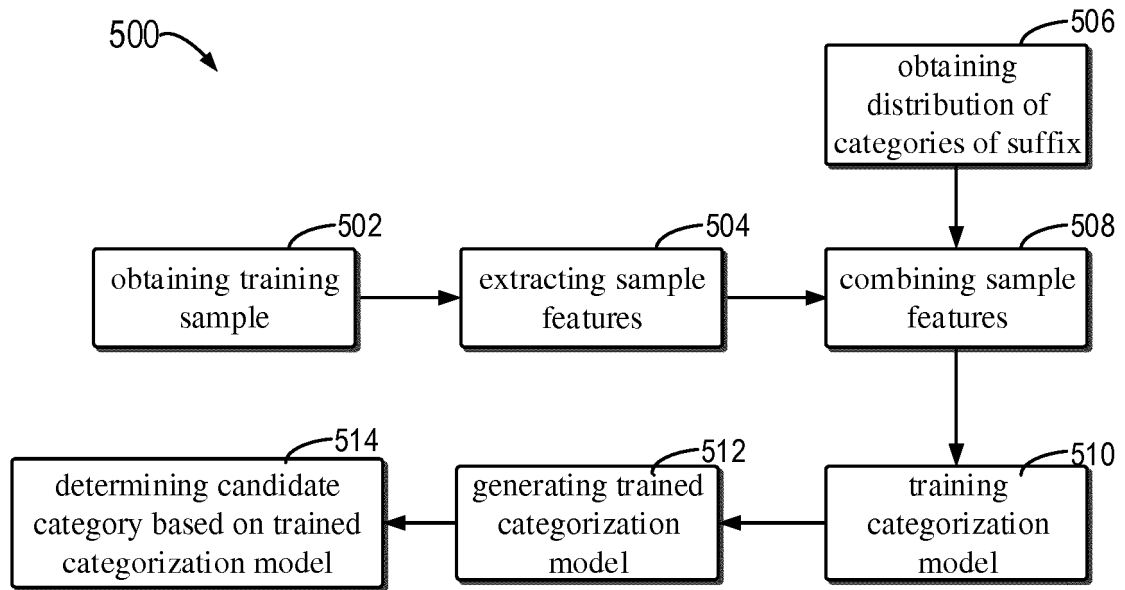 500
506
obtaining
distribution of
categories of suffix
502
obtaining training
sample
504
extracting sample
features
508
combining sample
features
514
determining candidate
category based on trained
categorization model
512
generating trained
categorization
model
510
training
categorization
model